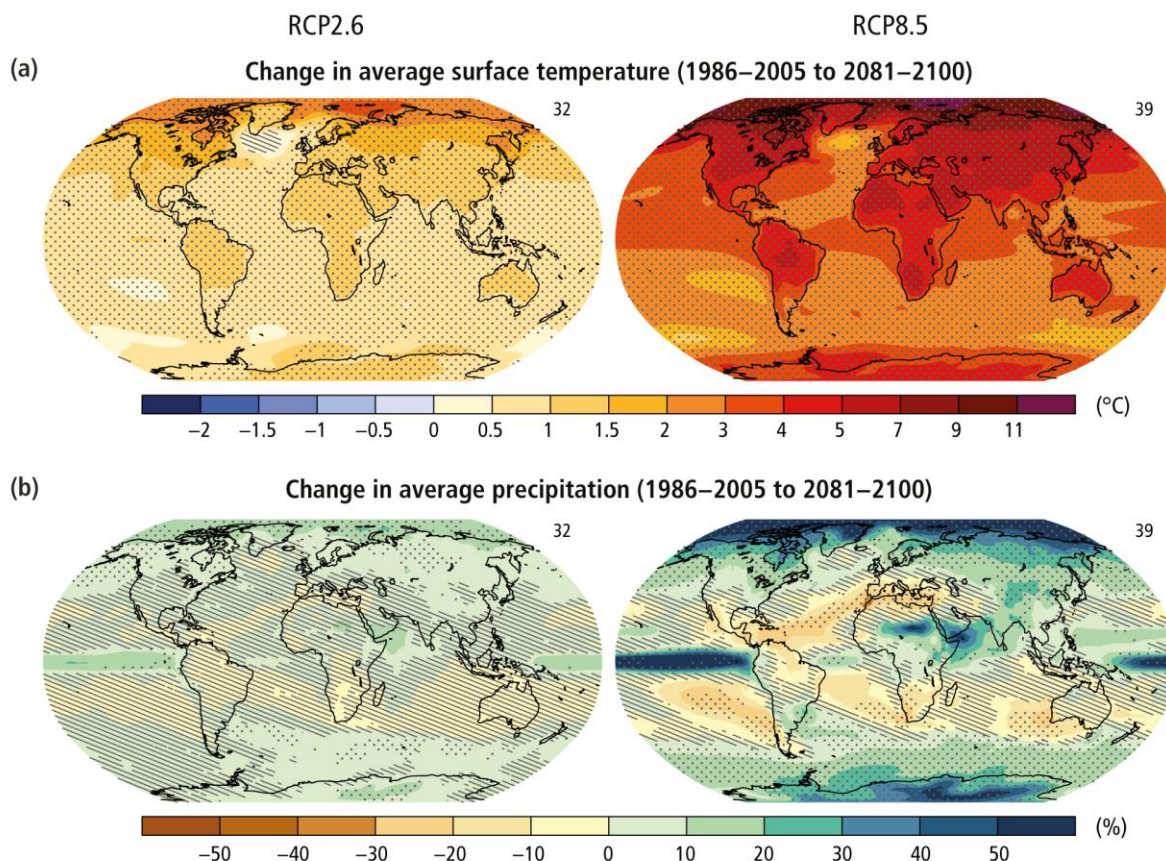 RCP2.6 RCP8.5
(a) Change in average surface temperature (1986–2005 to 2081–2100)
32 39
(°C)
−2 −1.5 −1 −0.5 0 0.5 1 1.5 2 3 4 5 7 9 11
(b) Change in average precipitation (1986–2005 to 2081–2100)
32 39
(%)
−50 −40 −30 −20 −10 0 10 20 30 40 50